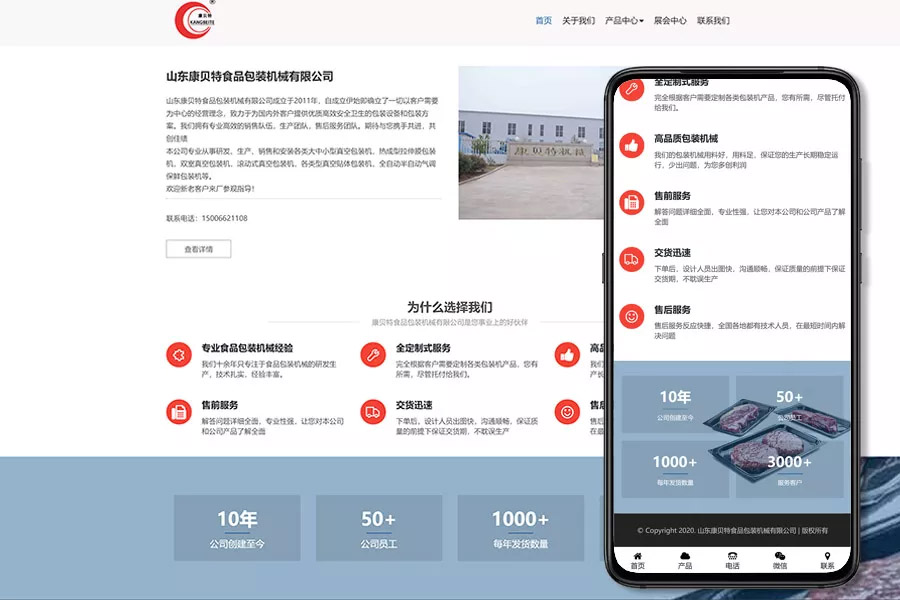 康贝特
KANGBEITE
首页 关于我们 产品中心 展会中心 联系我们
山东康贝特食品包装机械有限公司
山东康贝特食品包装机械有限公司成立于2011年，自成立伊始即确立了一切以客户需要
为中心的经营理念，致力于为国内外客户提供优质高效安全卫生的包装设备和包装方
案。我们拥有专业高效的销售队伍，生产团队，售后服务团队。期待与您携手共进，共
创佳绩
本公司专业从事研发、生产、销售和安装各类大中小型真空包装机、热成型拉伸膜包装
机、双室真空包装机、滚动式真空包装机、各类型真空贴体包装机、全自动半自动气调
保鲜包装机等。
欢迎新老客户来厂参观指导！
联系电话：15006621108
查看详情
康贝特机械
为什么选择我们
康贝特食品包装机械有限公司是您事业上的好伙伴
专业食品包装机械经验
我们十余年只专注于食品包装机械的研发生
产，技术扎实，经验丰富。
全定制式服务
完全根据客户需要定制各类包装机产品，您有
所需，尽管托付给我们。
高品
我们
产长
售前服务
解答问题详细全面，专业性强，让您对本公司
和公司产品了解全面
交货迅速
下单后，设计人员出图快，沟通顺畅，保证质
量的前提下保证交货期，不耽误生产
售后
售后
在最
10年
公司创建至今
50+
公司员工
1000+
每年发货数量
全定制式服务
完全根据客户需要定制各类包装机产品，您有所需，尽管托付
给我们。
高品质包装机械
我们的包装机械用料好，用料足，保证您的生产长期稳定运
行，少出问题，为您多创利润
售前服务
解答问题详细全面，专业性强，让您对本公司和公司产品了解
全面
交货迅速
下单后，设计人员出图快，沟通顺畅，保证质量的前提下保证
交货期，不耽误生产
售后服务
售后服务反应快捷，全国各地都有技术人员，在最短时间内解
决问题
10年
公司创建至今
50+
公司员工
1000+
每年发货数量
3000+
服务客户
© Copyright 2020. 山东康贝特食品包装机械有限公司 | 版权所有
首页 产品 电话 微信 联系